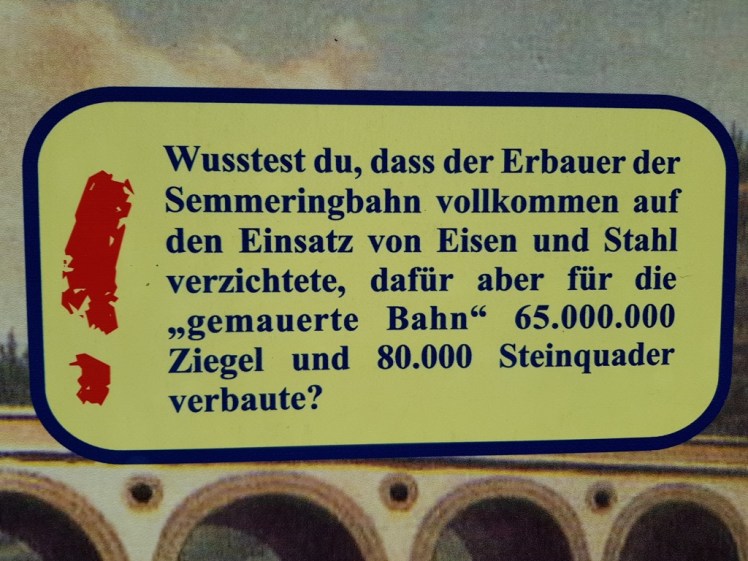 Wusstest du, dass der Erbauer der
Semmeringbahn vollkommen auf
den Einsatz von Eisen und Stahl
verzichtete, dafür aber für die
„gemauerte Bahn“ 65.000.000
Ziegel und 80.000 Steinquader
verbaute?